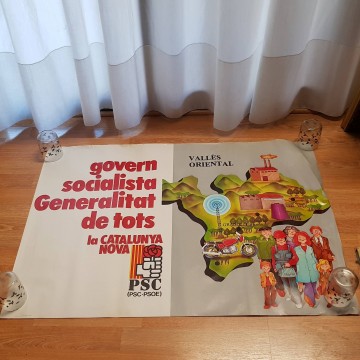 govern
socialista
Generalitat
de tots
la CATALUNYA
NOVA
PSC
(PSC-PSOE)
VALLÈS
ORIENTAL